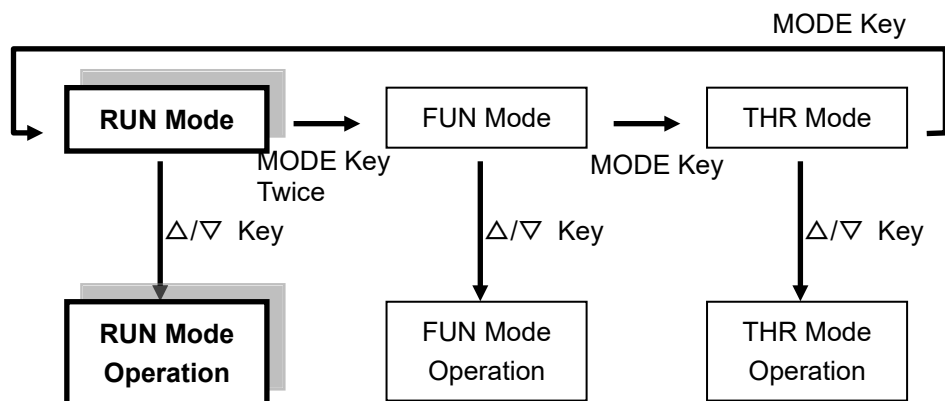 MODE Key
RUN Mode
FUN Mode
THR Mode
MODE Key
Twice
MODE Key
△/▽ Key
△/▽ Key
△/▽ Key
RUN Mode
Operation
FUN Mode
Operation
THR Mode
Operation